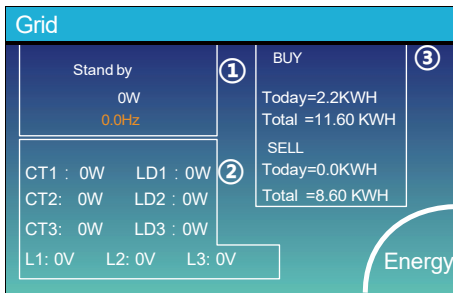 Grid
Stand by
0W
0.0Hz
①
CT1 : 0W LD1 : 0W
CT2: 0W LD2 : 0W
CT3: 0W LD3 : 0W
L1: 0V L2: 0V L3: 0V
②
BUY
Today=2.2KWH
Total =11.60 KWH
SELL
Today=0.0KWH
Total =8.60 KWH
③
Energy